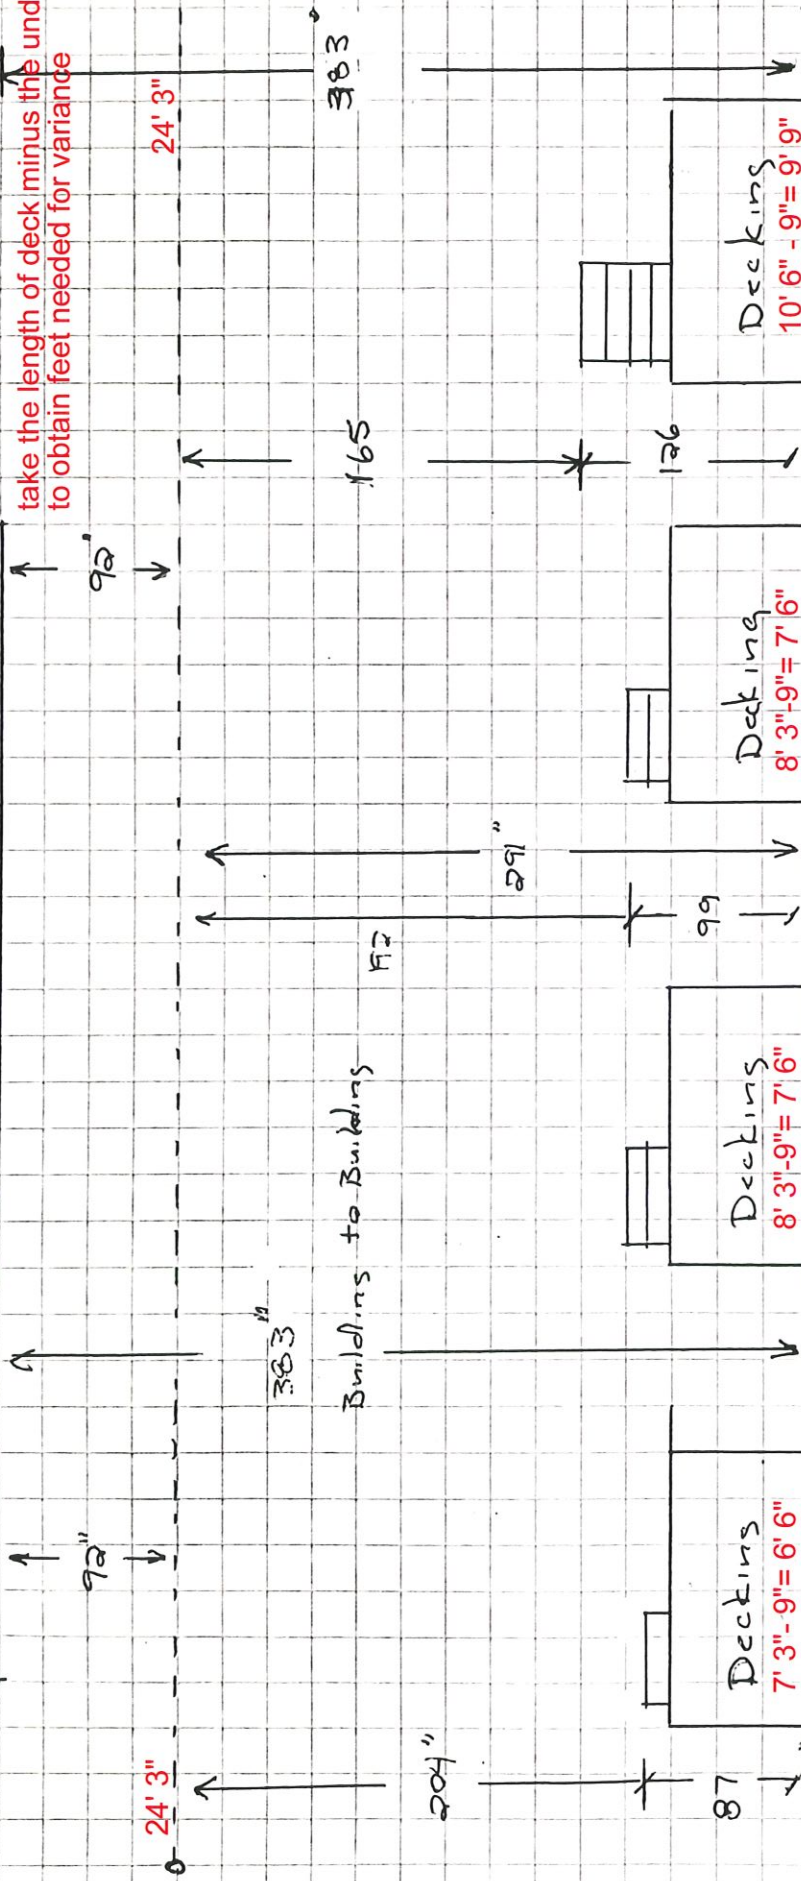 take the length of deck minus the und
to obtain feet needed for variance
24' 3"
383"
92"
165
126
Decking
10' 6" - 9"= 9' 9"
Decking
8' 3"-9"= 7' 6"
291"
192
99
Building to Building
383"
Decking
8' 3"-9"= 7' 6"
92"
24' 3"
204"
87
Decking
7' 3"- 9"= 6' 6"